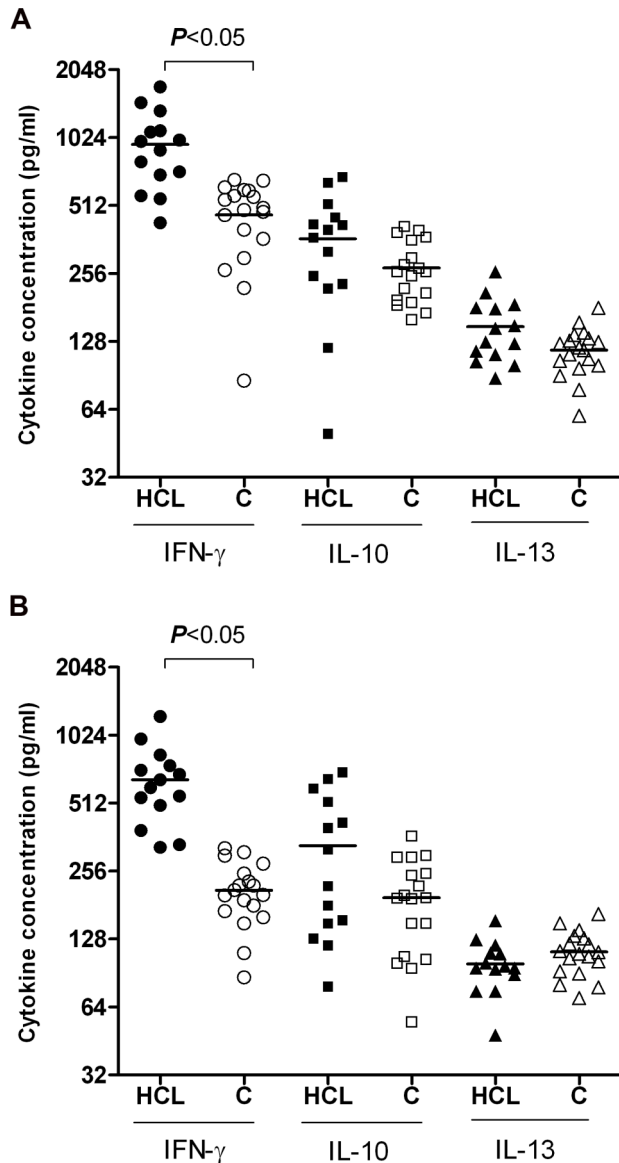 A
P<0.05
Cytokine concentration (pg/ml)
2048
1024
512
256
128
64
32
HCL C HCL C HCL C
IFN-γ IL-10 IL-13
B
P<0.05
Cytokine concentration (pg/ml)
2048
1024
512
256
128
64
32
HCL C HCL C HCL C
IFN-γ IL-10 IL-13